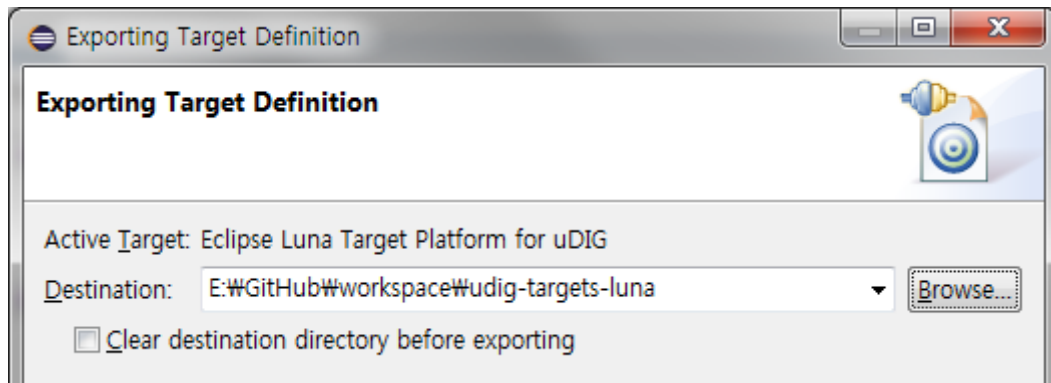 Exporting Target Definition
Exporting Target Definition
Active Target: Eclipse Luna Target Platform for uDIG
Destination: E:₩GitHub₩workspace₩udig-targets-luna Browse...
Clear destination directory before exporting